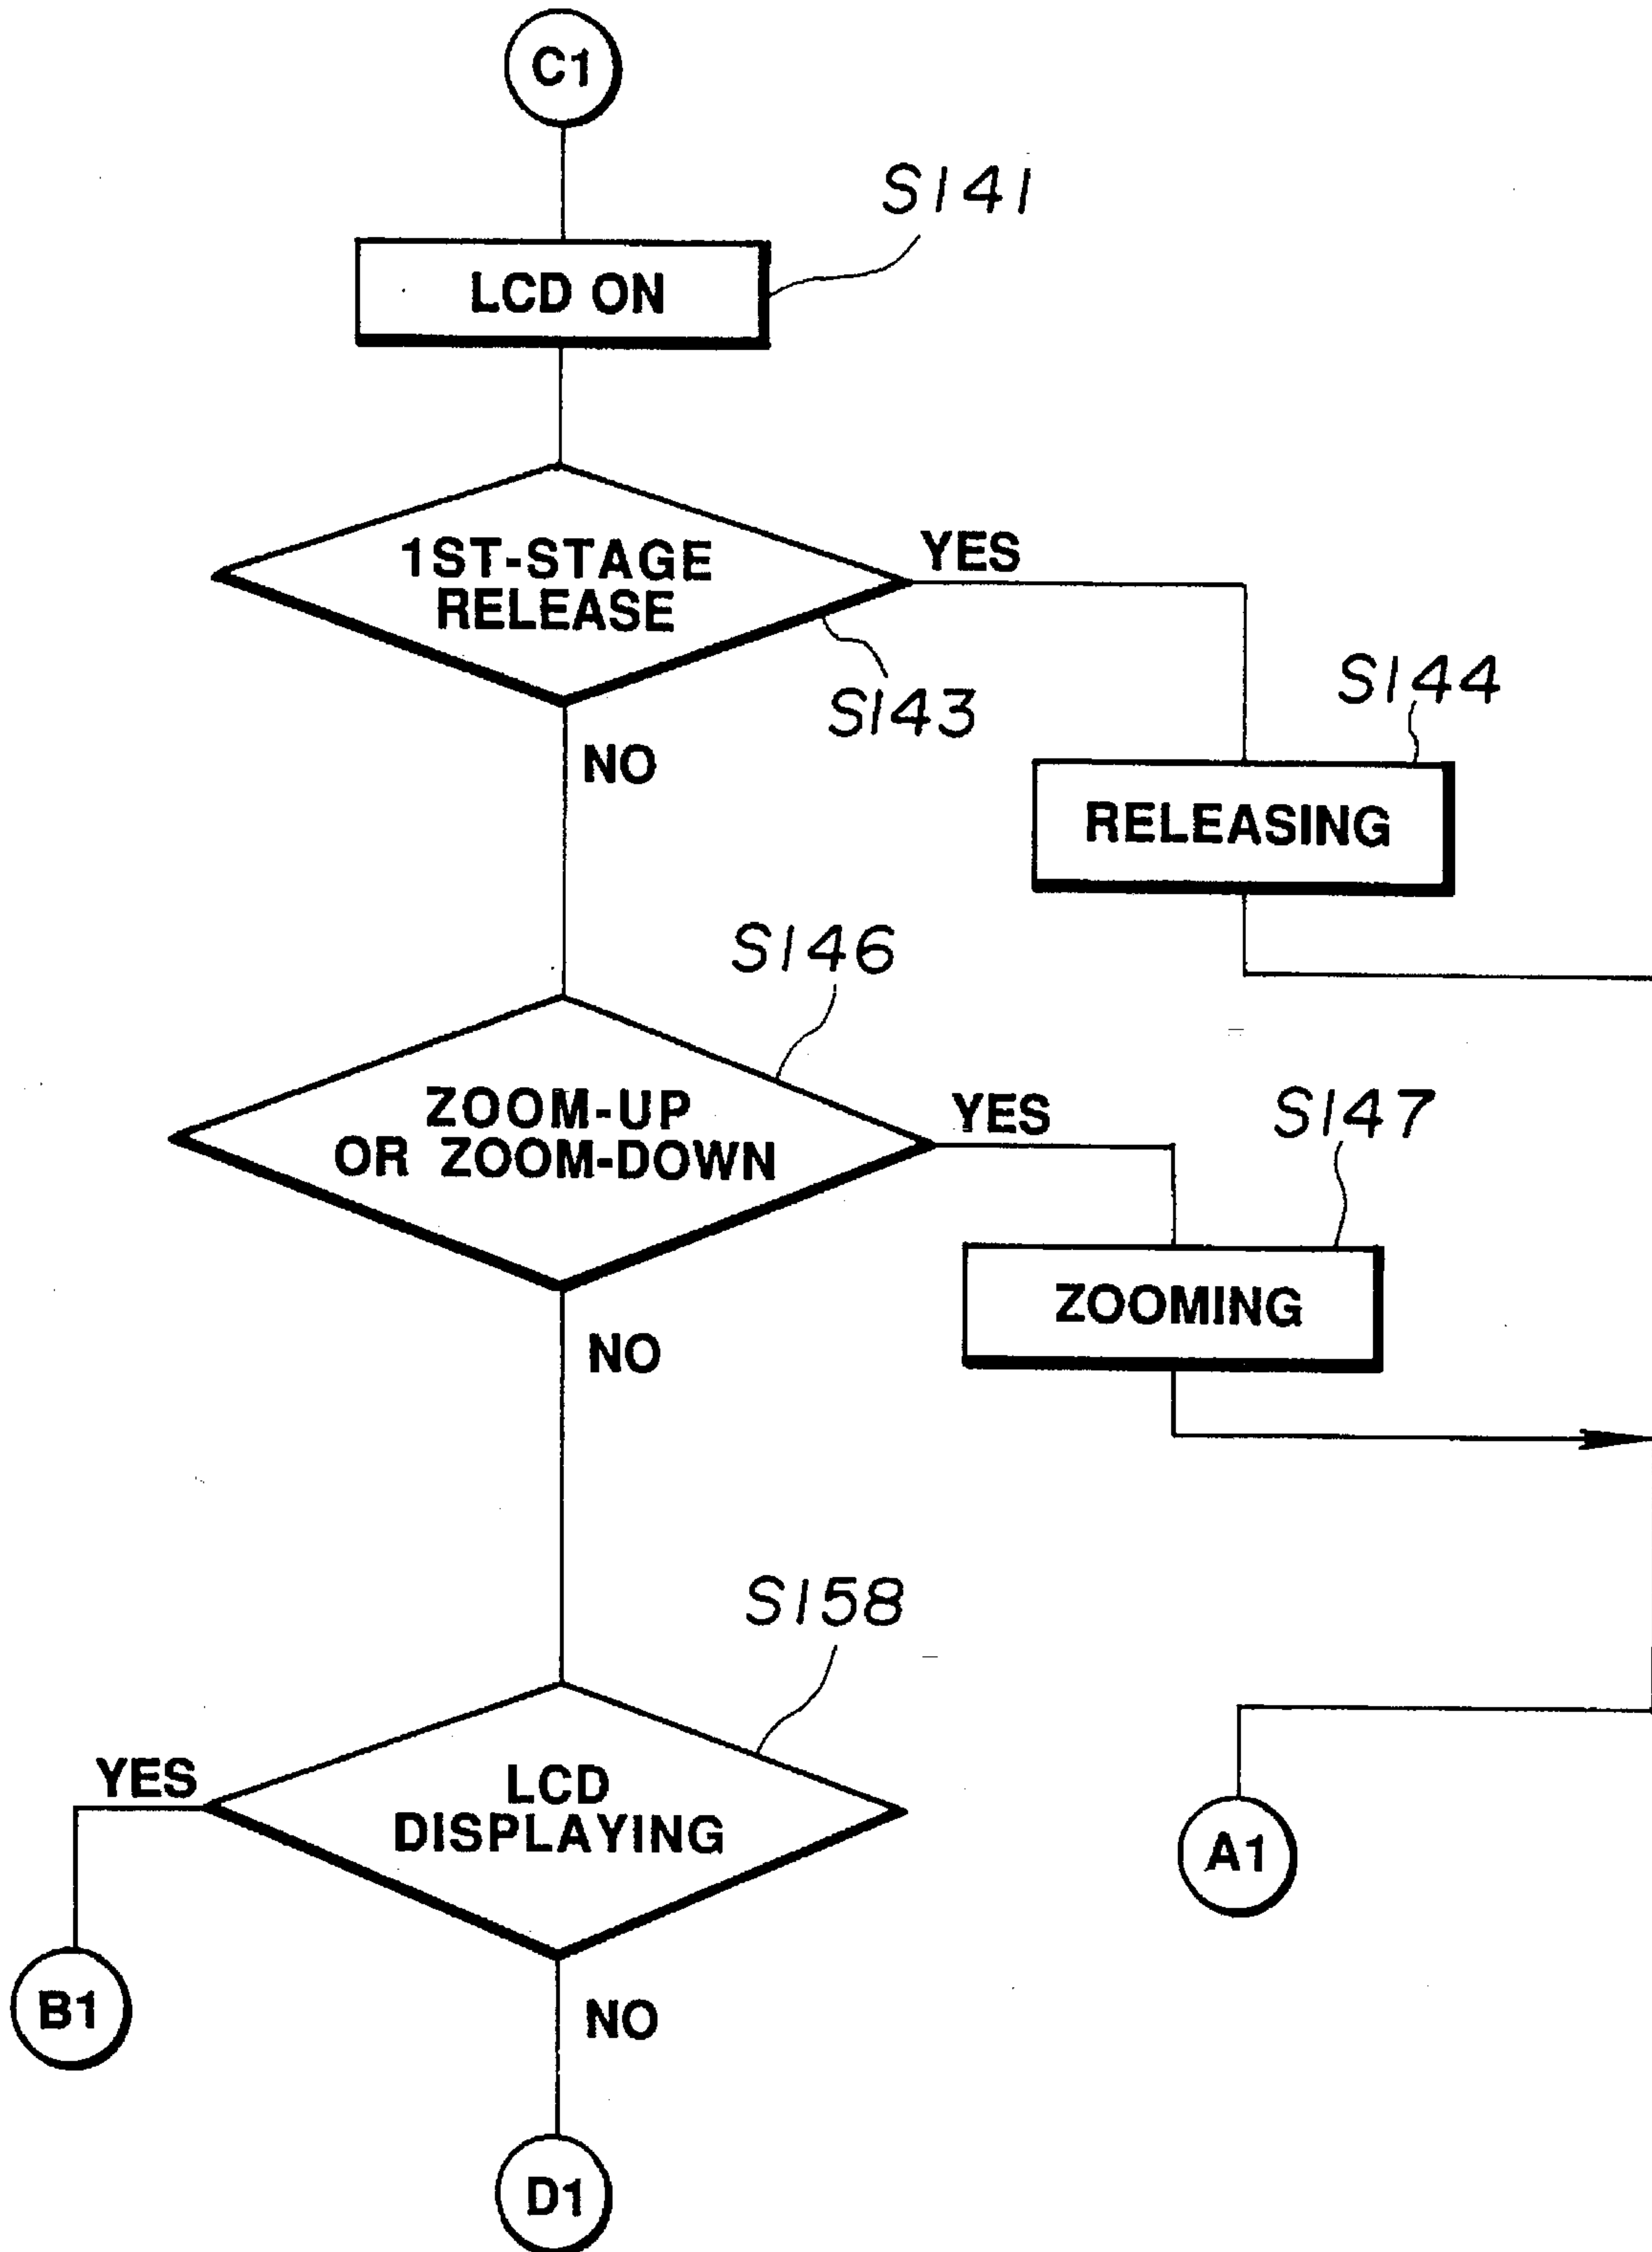 C1
S141
LCD ON
1ST-STAGE
RELEASE
YES
S143
NO
S144
RELEASING
S146
ZOOM-UP
OR ZOOM-DOWN
YES
S147
ZOOMING
NO
S158
LCD
DISPLAYING
YES
A1
B1
NO
D1